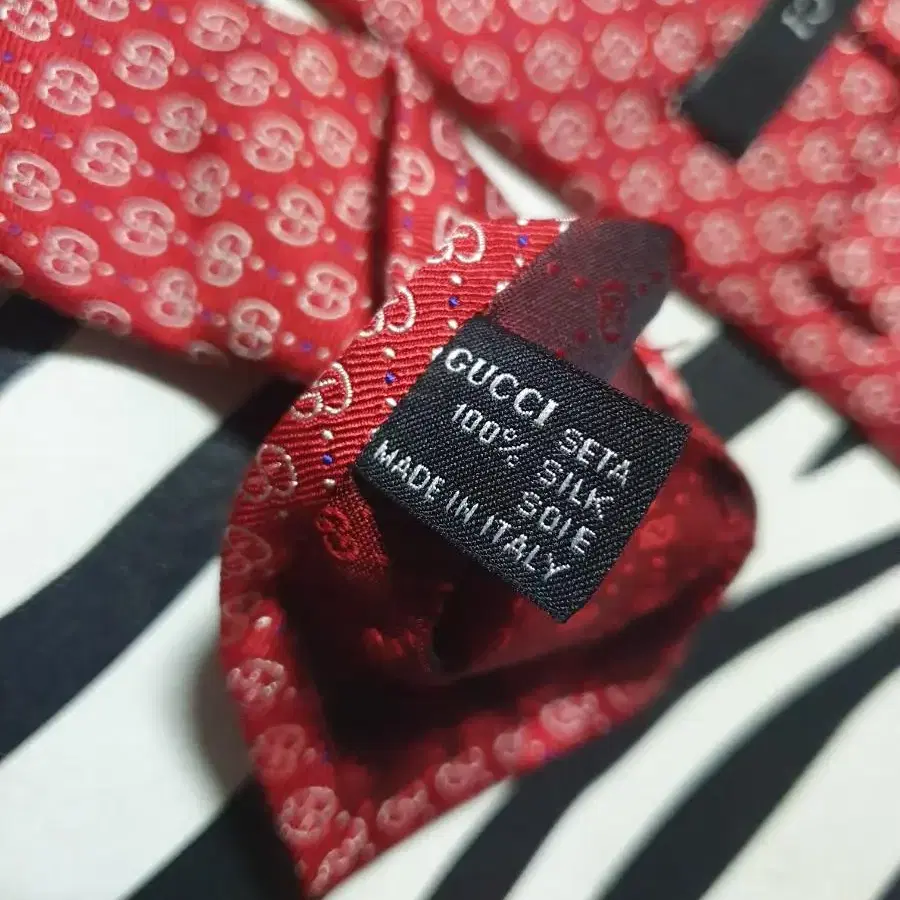 GUCCI
100% SETA
SILK
SOIE
MADE IN ITALY